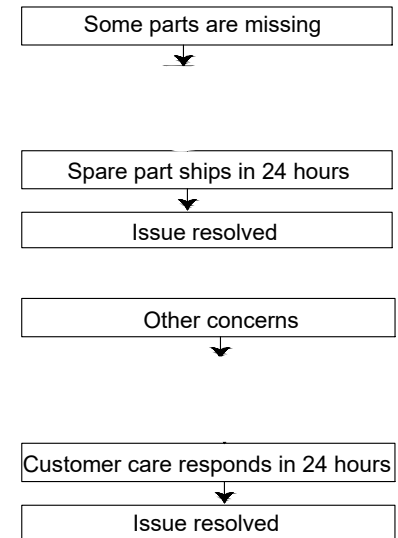 Some parts are missing
Spare part ships in 24 hours
Issue resolved
Other concerns
Customer care responds in 24 hours
Issue resolved